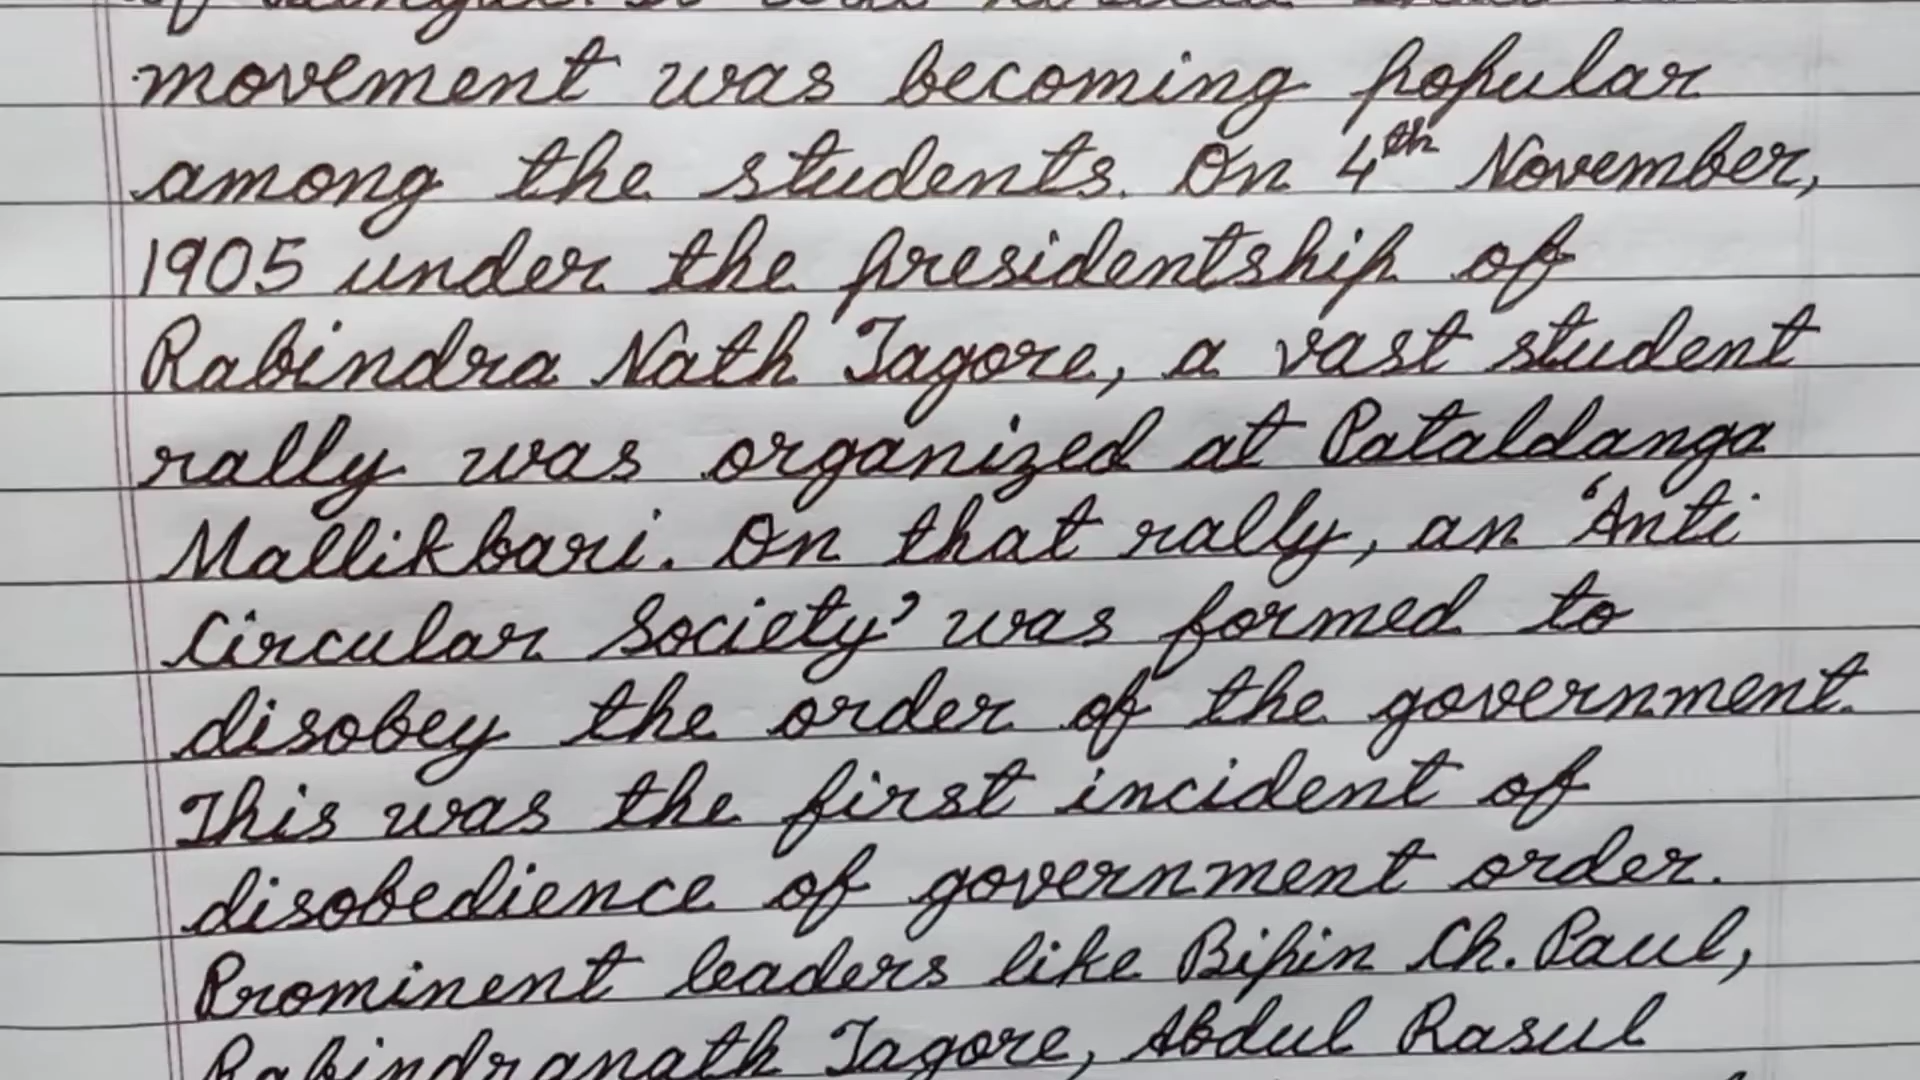 of
movement was becoming popular
among the students. On 4th November,
1905 under the presidentship of
Rabindra Nath Tagore, a vast student
rally was organized at Pataldanga
Mallikbari. On that rally, an 'Anti
Circular Society' was formed to
disobey the order of the government.
This was the first incident of
disobedience of government order.
Prominent leaders like Bipin Ch. Paul,
Rabindranath Tagore, Abdul Rasul